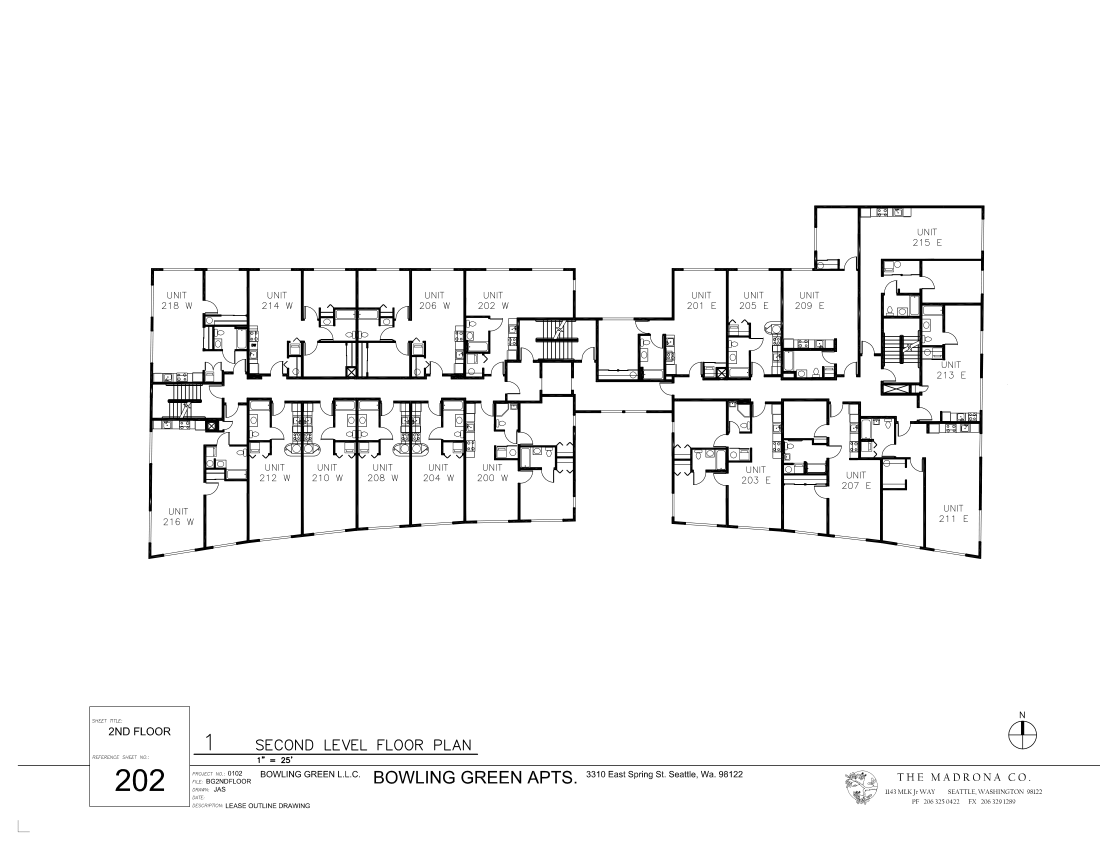 UNIT
215 E
UNIT
218 W
UNIT
214 W
UNIT
206 W
UNIT
202 W
UNIT
201 E
UNIT
205 E
UNIT
209 E
UNIT
213 E
UNIT
212 W
UNIT
210 W
UNIT
208 W
UNIT
204 W
UNIT
200 W
UNIT
203 E
UNIT
207 E
UNIT
216 W
UNIT
211 E
SHEET TITLE:
2ND FLOOR
REFERENCE SHEET NO.:
202
1 SECOND LEVEL FLOOR PLAN
1" = 25'
PROJECT NO.: 0102
FILE: BG2NDFLOOR
DRAWN: JAS
DATE:
DESCRIPTION: LEASE OUTLINE DRAWING
BOWLING GREEN L.L.C. BOWLING GREEN APTS. 3310 East Spring St. Seattle, Wa. 98122
N
THE MADRONA CO.
1143 MLK Jr WAY SEATTLE, WASHINGTON 98122
PF 206 325 0422 FX 206 329 1289